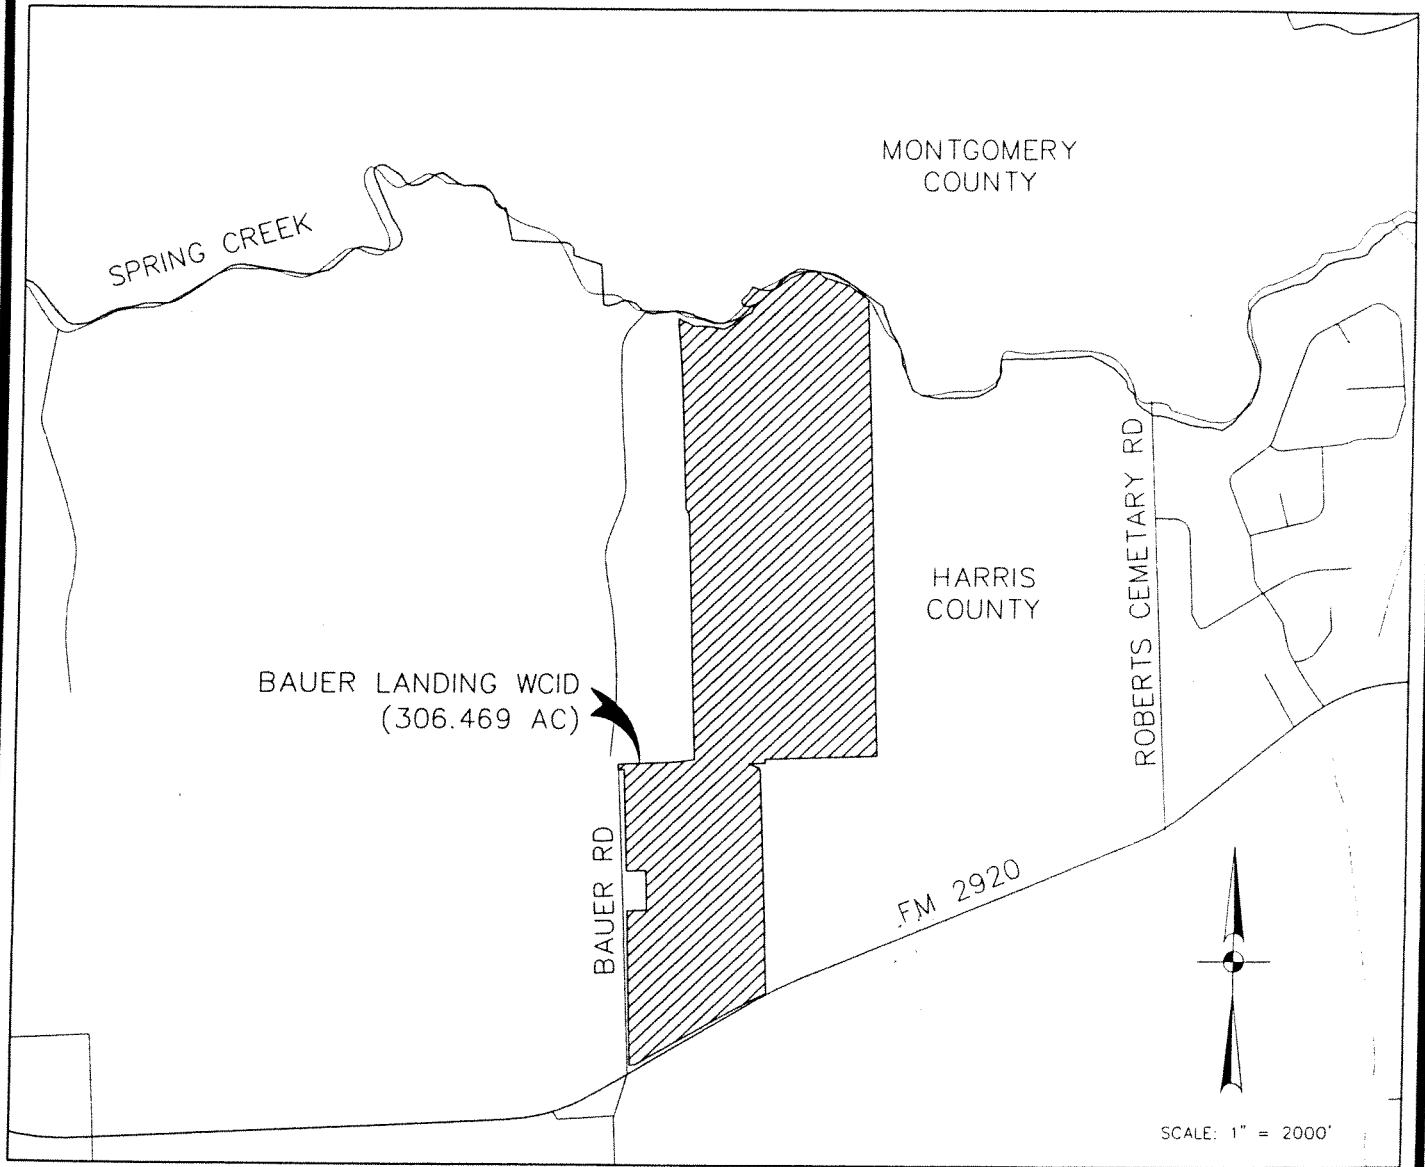 MONTGOMERY
COUNTY
SPRING CREEK
ROBERTS CEMETARY RD
HARRIS
COUNTY
BAUER LANDING WCID
(306.469 AC)
BAUER RD
FM 2920
SCALE: 1" = 2000'